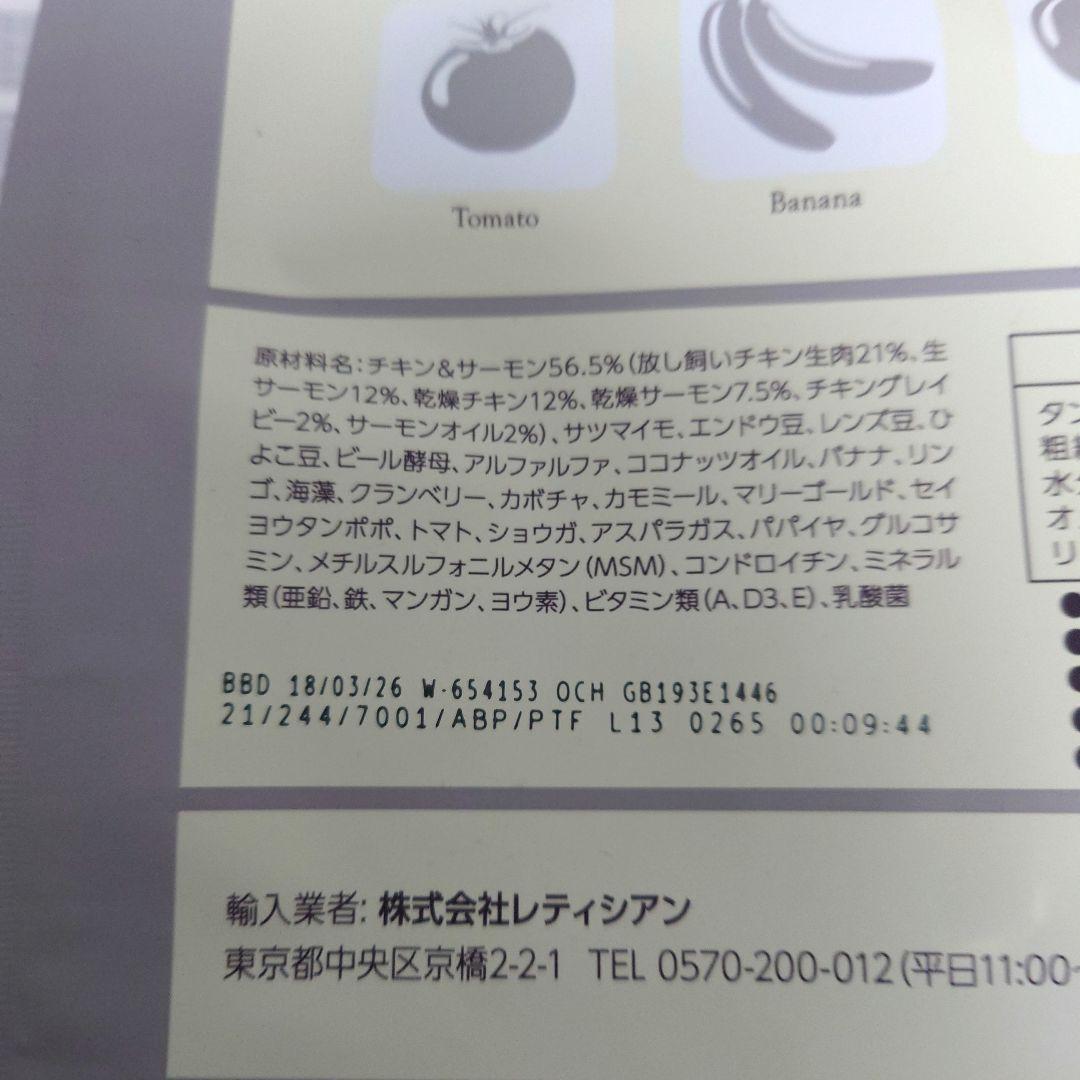 Tomato
Banana
原材料名:チキン&サーモン56.5%(放し飼いチキン生肉21%、生
サーモン12%、乾燥チキン12%、乾燥サーモン7.5%、チキングレイ
ビー2%、サーモンオイル2%)、サツマイモ、エンドウ豆、レンズ豆、ひ
よこ豆、ビール酵母、アルファルファ、ココナッツオイル、バナナ、リン
ゴ、海藻、クランベリー、カボチャ、カモミール、マリーゴールド、セイ
ヨウタンポポ、トマト、ショウガ、アスパラガス、パパイヤ、グルコサ
ミン、メチルスルフォニルメタン(MSM)、コンドロイチン、ミネラル
類(亜鉛、鉄、マンガン、ヨウ素)、ビタミン類(A、D3、E)、乳酸菌
タン
粗
水
オ
リ
BBD 18/03/26 W-654153 OCH GB193E1446
21/244/7001/ABP/PTF L13 0265 00:09:44
輸入業者: 株式会社レティシアン
東京都中央区京橋2-2-1 TEL 0570-200-012(平日11:00-